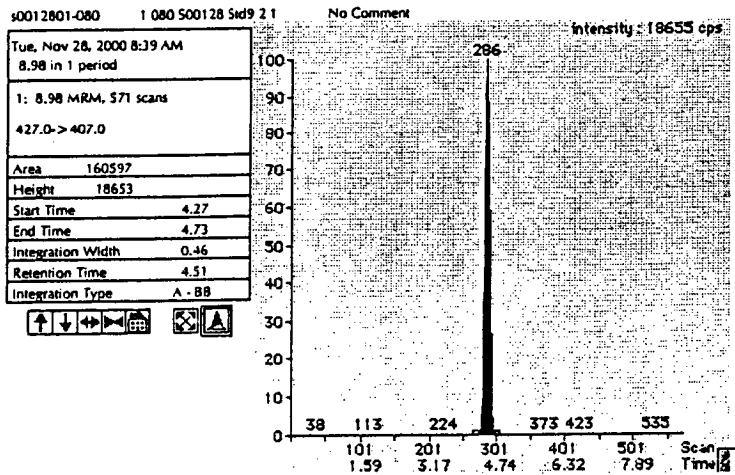 s0012801-080 1 080 S00128 Std9 2 1 No Comment
Tue, Nov 28, 2000 8:39 AM
8.98 in 1 period
1: 8.98 MRM, 571 scans
427.0-> 407.0
Area 160597
Height 18653
Start Time 4.27
End Time 4.73
Integration Width 0.46
Retention Time 4.51
Integration Type A - BB
intensity : 18655 cps
286
100
90
80
70
60
50
40
30
20
10
0
38 113 224 373 423 535
101 201 301 401 501 Scan
1.59 3.17 4.74 6.32 7.89 Time